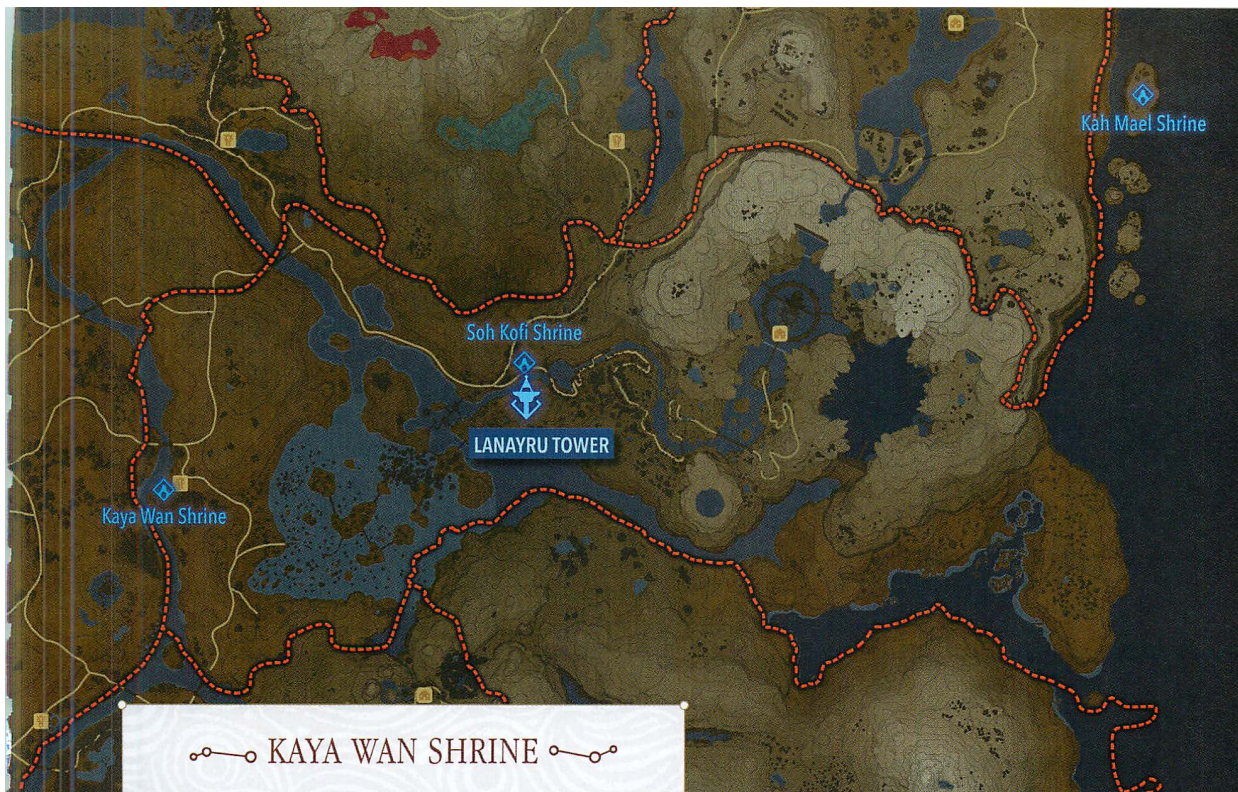 Kah Mael Shrine
Soh Kofi Shrine
LANAYRU TOWER
Kaya Wan Shrine
KAYA WAN SHRINE